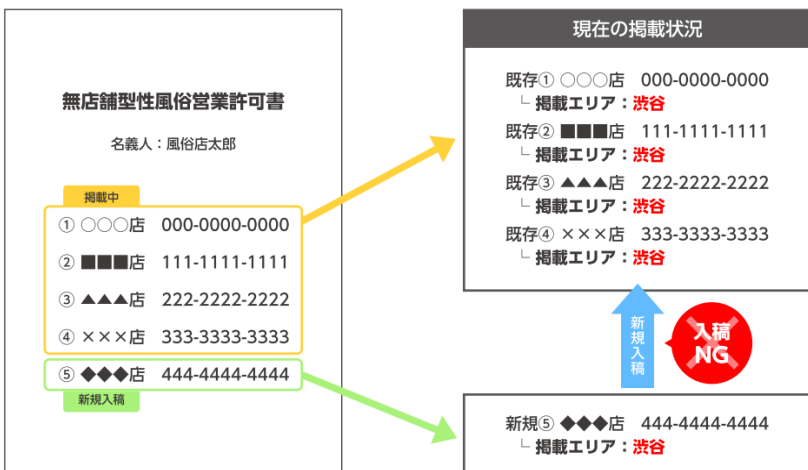 無店舗型性風俗営業許可書
名義人：風俗店太郎
掲載中
① ○○○店 000-0000-0000
② ■■■店 111-1111-1111
③ ▲▲▲店 222-2222-2222
④ ×××店 333-3333-3333
⑤ ◆◆◆店 444-4444-4444
新規入稿
現在の掲載状況
既存① ○○○店 000-0000-0000
└ 掲載エリア：渋谷
既存② ■■■店 111-1111-1111
└ 掲載エリア：渋谷
既存③ ▲▲▲店 222-2222-2222
└ 掲載エリア：渋谷
既存④ ×××店 333-3333-3333
└ 掲載エリア：渋谷
新規入稿
入稿
NG
新規⑤ ◆◆◆店 444-4444-4444
└ 掲載エリア：渋谷